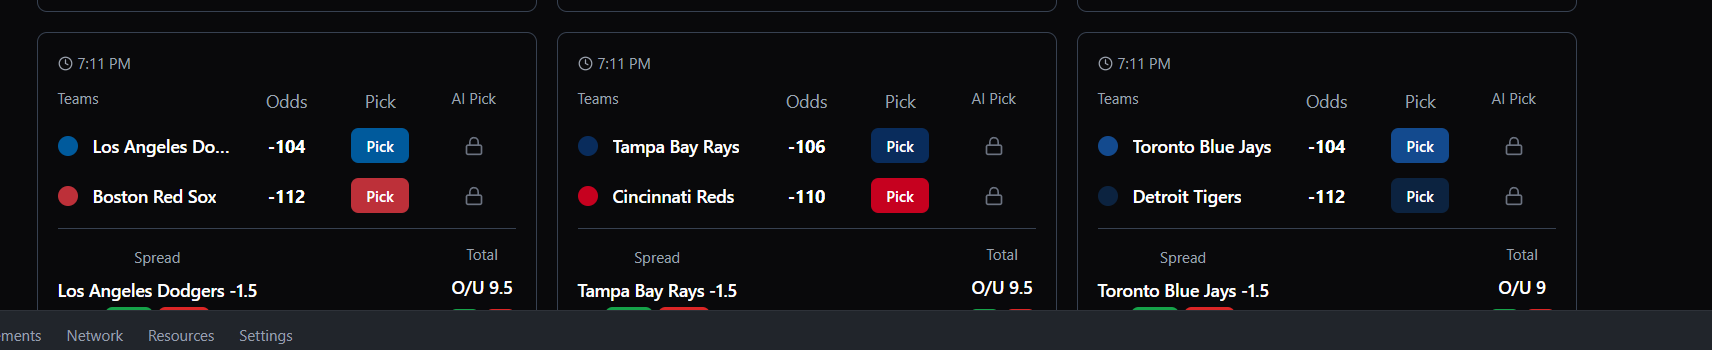 7:11 PM
Teams Odds Pick AI Pick
Los Angeles Do... -104 Pick
Boston Red Sox -112 Pick
Spread Total
Los Angeles Dodgers -1.5 O/U 9.5
7:11 PM
Teams Odds Pick AI Pick
Tampa Bay Rays -106 Pick
Cincinnati Reds -110 Pick
Spread Total
Tampa Bay Rays -1.5 O/U 9.5
7:11 PM
Teams Odds Pick AI Pick
Toronto Blue Jays -104 Pick
Detroit Tigers -112 Pick
Spread Total
Toronto Blue Jays -1.5 O/U 9
ements Network Resources Settings